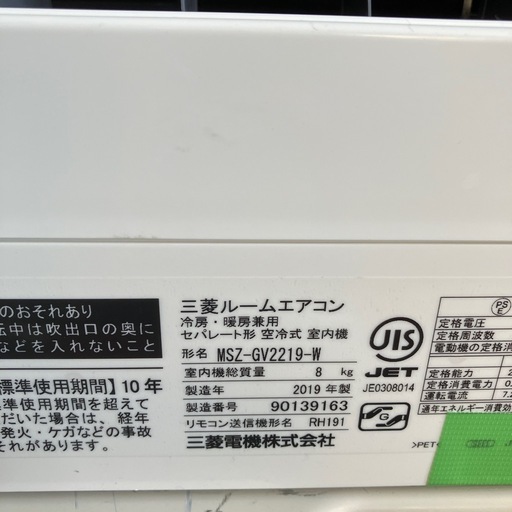 のおそれあり
転中は吹出口の奥に
などを入れないこと
標準使用期間】10年
標準使用期間を超えて
だいた場合は、経年
発火・ケガなどの事故
それがあります。
三菱ルームエアコン
冷房・暖房兼用
セパレート形 空冷式 室内機
形名 MSZ-GV2219-W
室内機総質量 8 kg
製造年 2019 年製
製造番号 90139163
リモコン送信機形名 RH191
三菱電機株式会社
JIS
JET
JE0308014
G
PS
E
定格電圧
定格周波数
電動機の定格消
定格能力 2
定格消費電力 0.
運転電流 7.2
通年エネルギー消費効
>PET<